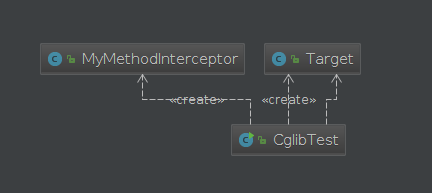 MyMethodInterceptor
Target
«create»
«create»
CglibTest